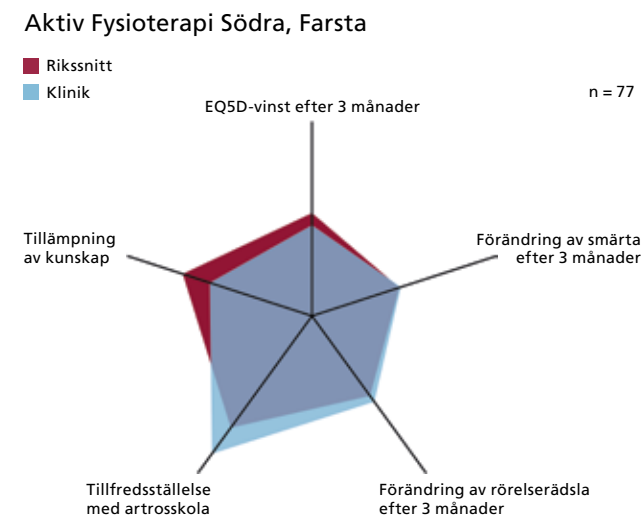 Aktiv Fysioterapi Södra, Farsta
Rikssnitt
Klinik
n = 77
EQ5D-vinst efter 3 månader
Tillämpning
av kunskap
Förändring av smärta
efter 3 månader
Tillfredsställelse
med artrosskola
Förändring av rörelserädsla
efter 3 månader